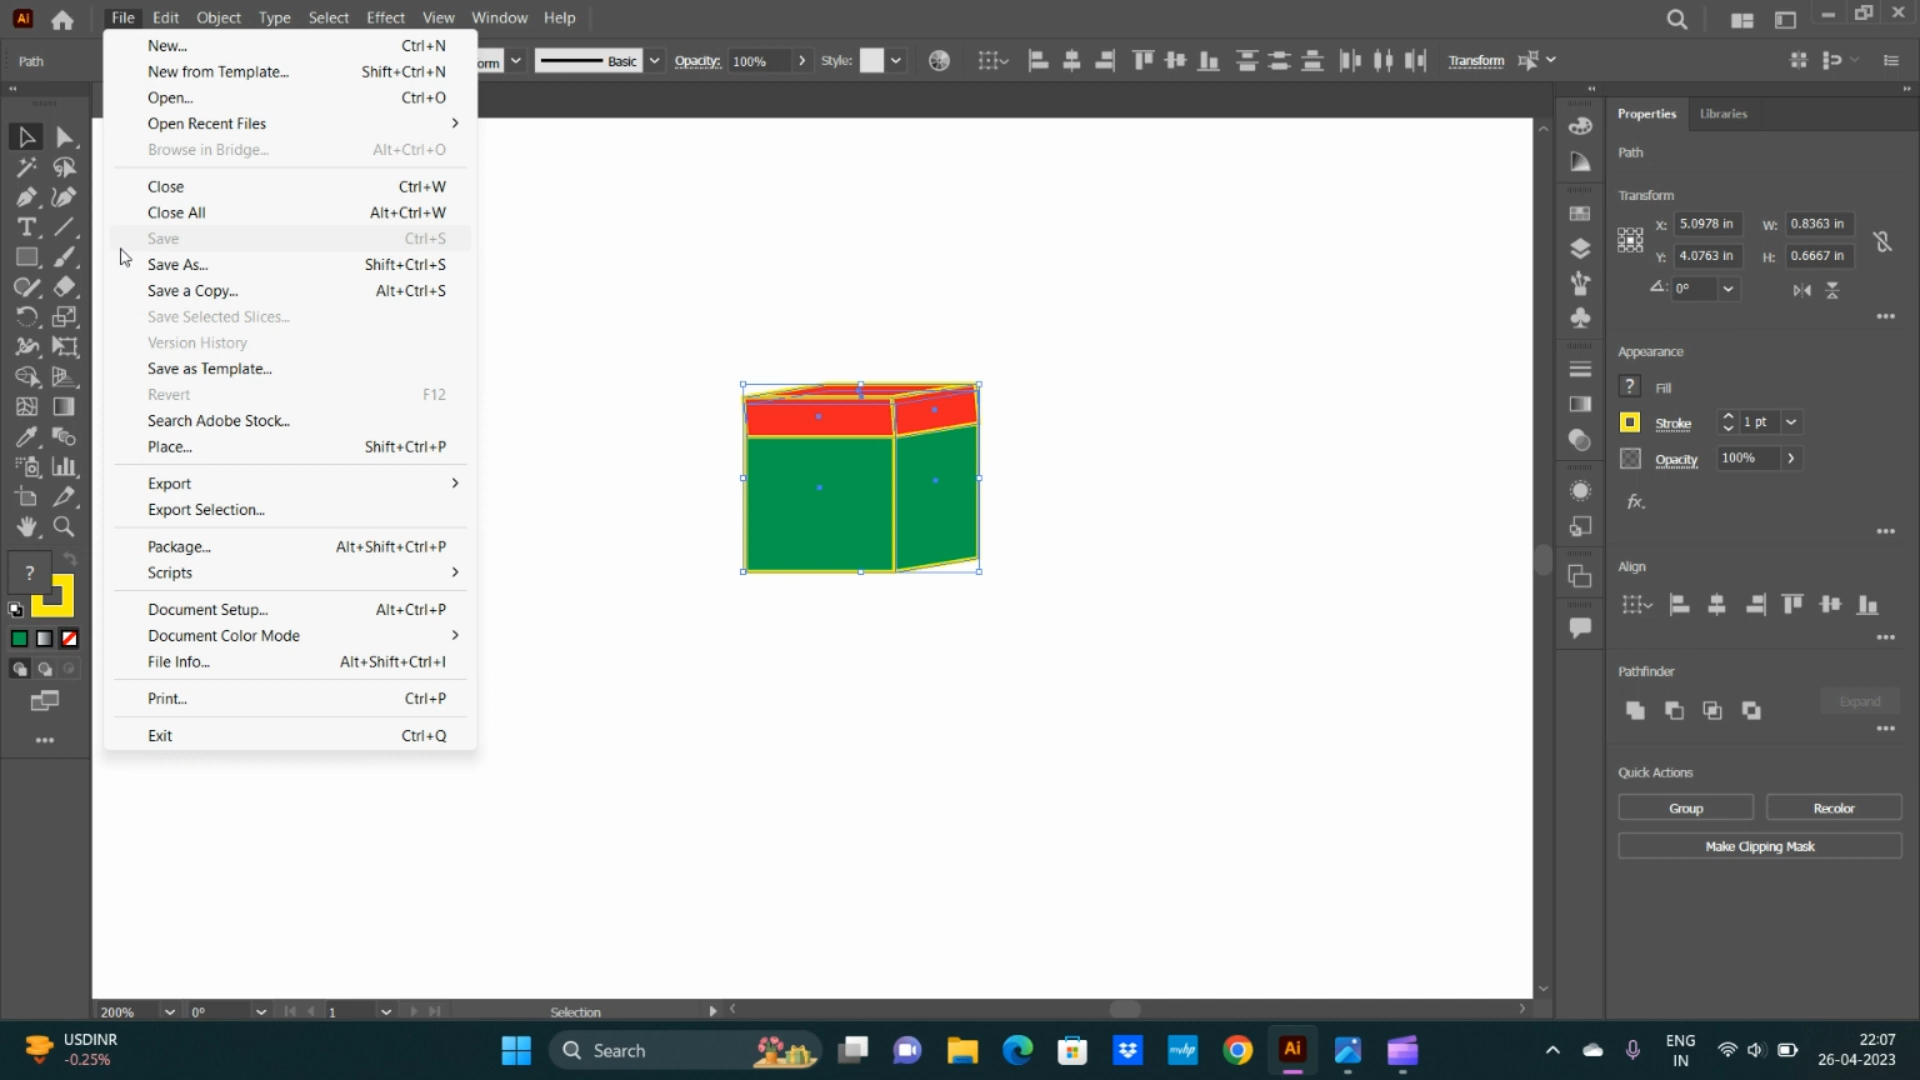 Ai File Edit Object Type Select Effect View Window Help
Path orm Basic Opacity: 100% Style: Transform
New... Ctrl+N
New from Template... Shift+Ctrl+N
Open... Ctrl+O
Open Recent Files
Browse in Bridge... Alt+Ctrl+O
Close Ctrl+W
Close All Alt+Ctrl+W
Save Ctrl+S
Save As... Shift+Ctrl+S
Save a Copy... Alt+Ctrl+S
Save Selected Slices...
Version History
Save as Template...
Revert F12
Search Adobe Stock...
Place... Shift+Ctrl+P
Export
Export Selection...
Package... Alt+Shift+Ctrl+P
Scripts
Document Setup... Alt+Ctrl+P
Document Color Mode
File Info... Alt+Shift+Ctrl+I
Print... Ctrl+P
Exit Ctrl+Q
?
Properties Libraries
Path
Transform
X: 5.0978 in W: 0.8363 in
Y: 4.0763 in H: 0.6667 in
0°
Appearance
? Fill
Stroke 1 pt
Opacity 100%
fx.
Align
Pathfinder
Expand
Quick Actions
Group Recolor
Make Clipping Mask
200% 0° 1 Selection
USDINR
-0.25%
Search
myhp
Ai
ENG
IN
22:07
26-04-2023